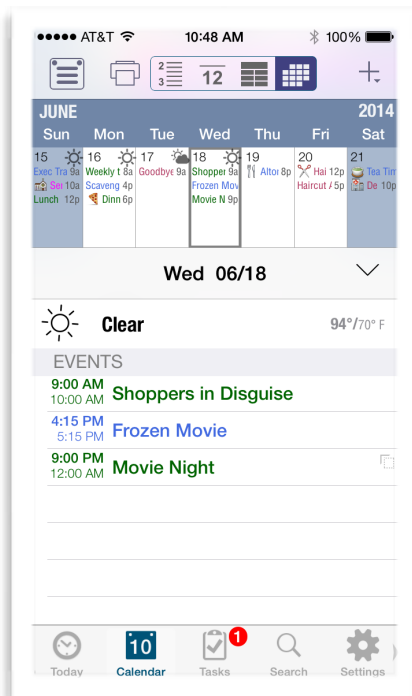 AT&T 10:48 AM 100%
2 3 12
JUNE 2014
Sun Mon Tue Wed Thu Fri Sat
15 16 17 18 19 20 21
Exec Tra 9a Weekly t 8a Goodbye 9a Shopper 9a Altor 8p Hai 12p Tea Tim
Ser 10a Scaveng 4p Frozen Mov Haircut / 5p De 10p
Lunch 12p Dinn 6p Movie N 9p
Wed 06/18
Clear 94°/70° F
EVENTS
9:00 AM
10:00 AM Shoppers in Disguise
4:15 PM
5:15 PM Frozen Movie
9:00 PM
12:00 AM Movie Night
10 1
Today Calendar Tasks Search Settings